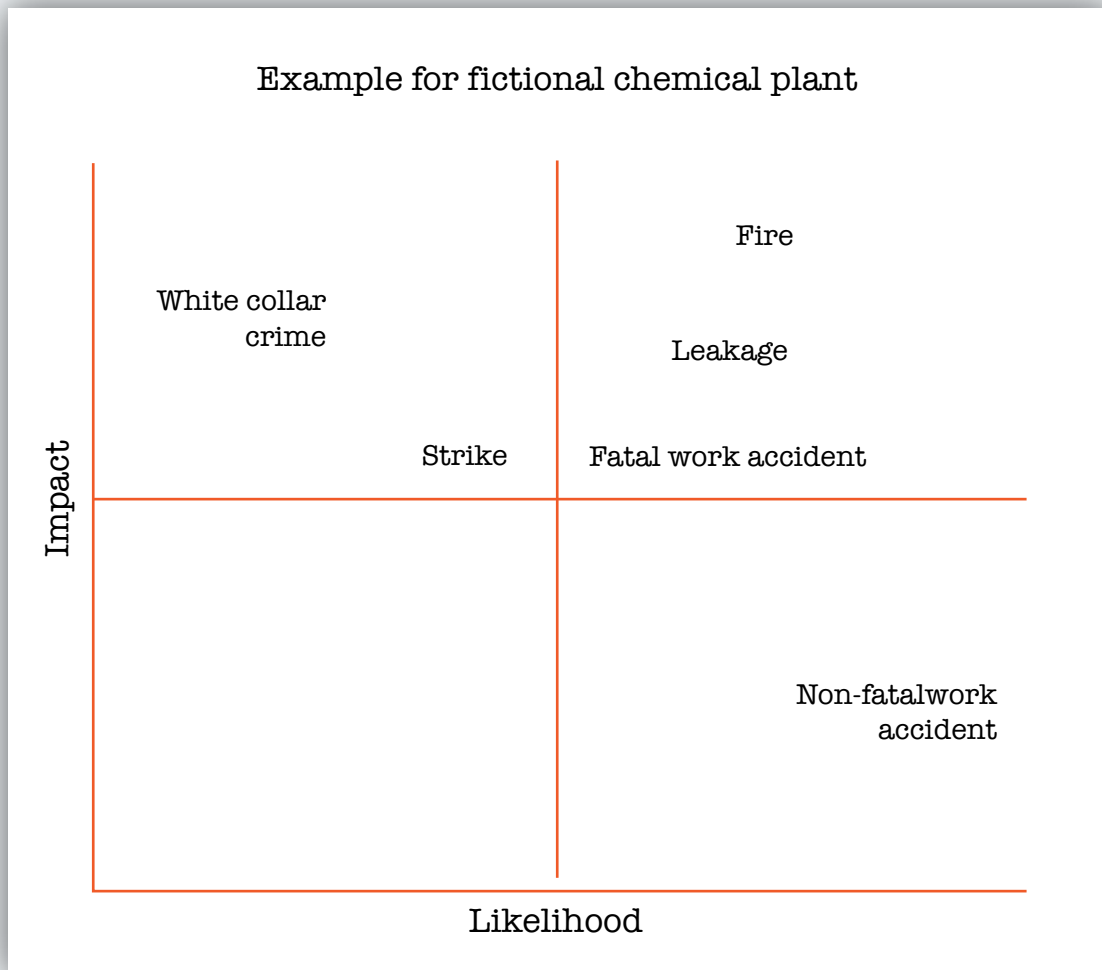 Example for fictional chemical plant
Fire
White collar
crime
Leakage
Strike
Fatal work accident
Impact
Non-fatalwork
accident
Likelihood